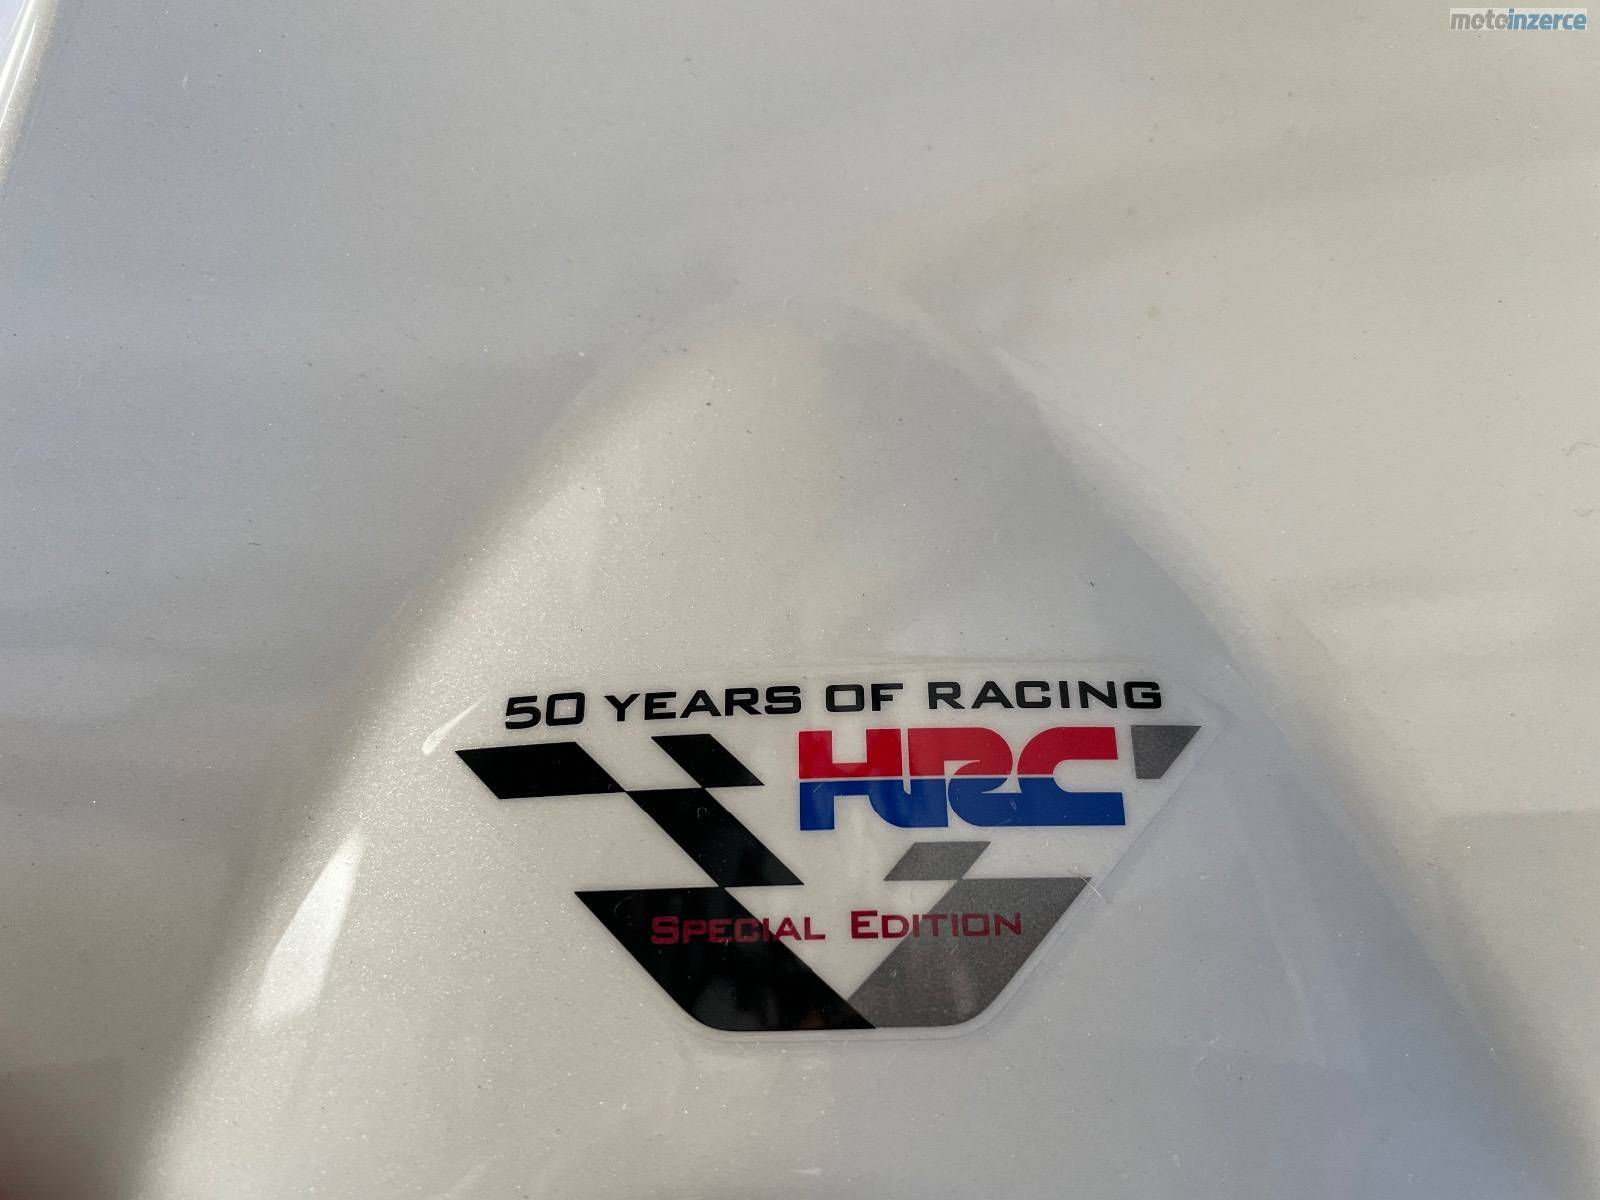 motoinzerce
50 YEARS OF RACING
HRC
SPECIAL EDITION